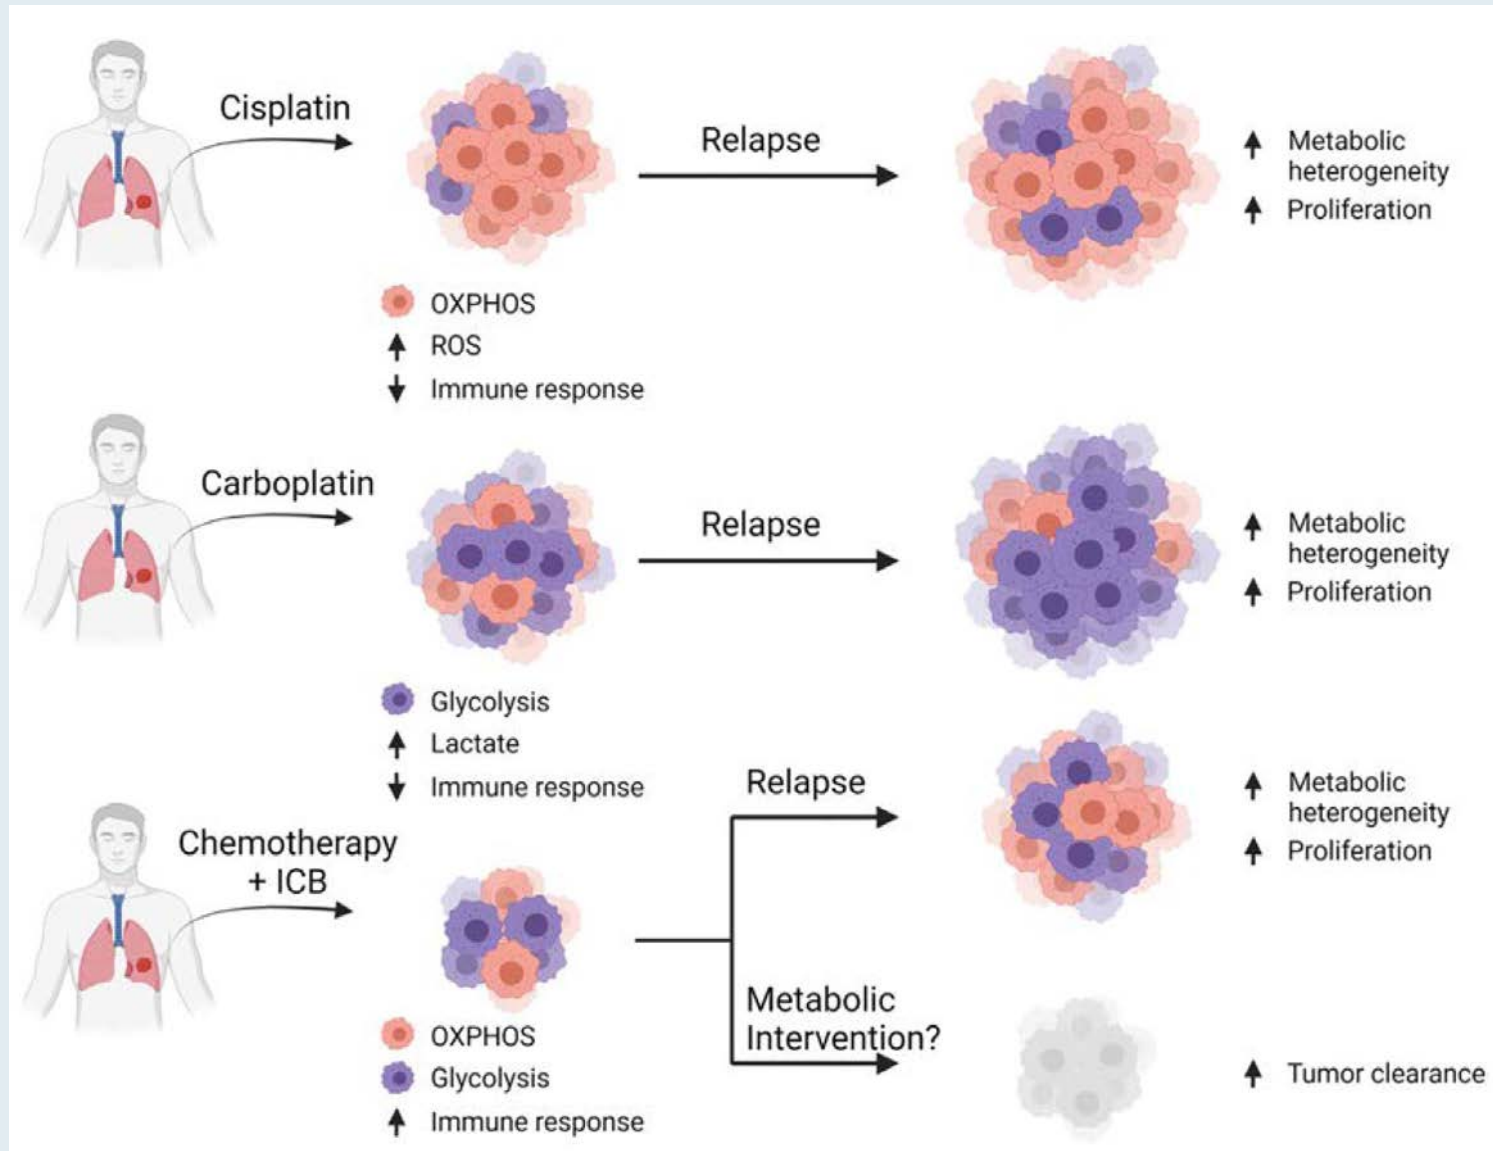 Cisplatin
Relapse
Metabolic
heterogeneity
Proliferation
OXPHOS
ROS
Immune response
Carboplatin
Relapse
Metabolic
heterogeneity
Proliferation
Glycolysis
Lactate
Immune response
Chemotherapy
+ ICB
Relapse
Metabolic
heterogeneity
Proliferation
Metabolic
Intervention?
OXPHOS
Glycolysis
Immune response
Tumor clearance